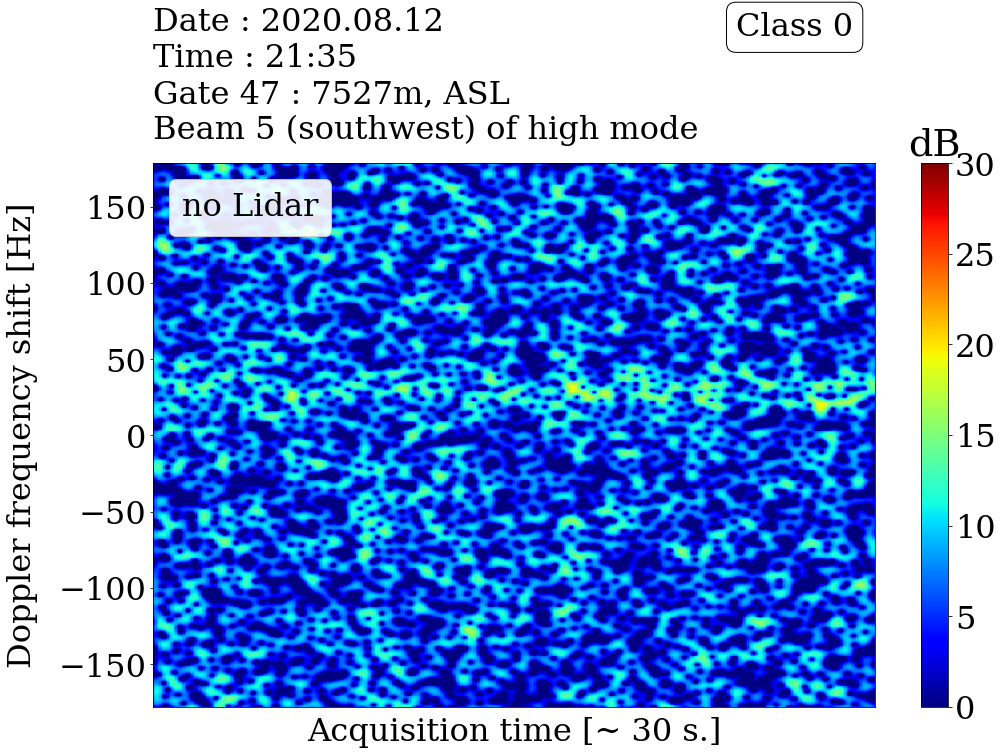 Date : 2020.08.12
Time : 21:35
Gate 47 : 7527m, ASL
Beam 5 (southwest) of high mode
Class 0
dB
no Lidar
Doppler frequency shift [Hz]
150
100
50
0
−50
−100
−150
30
25
20
15
10
5
0
Acquisition time [~ 30 s.]